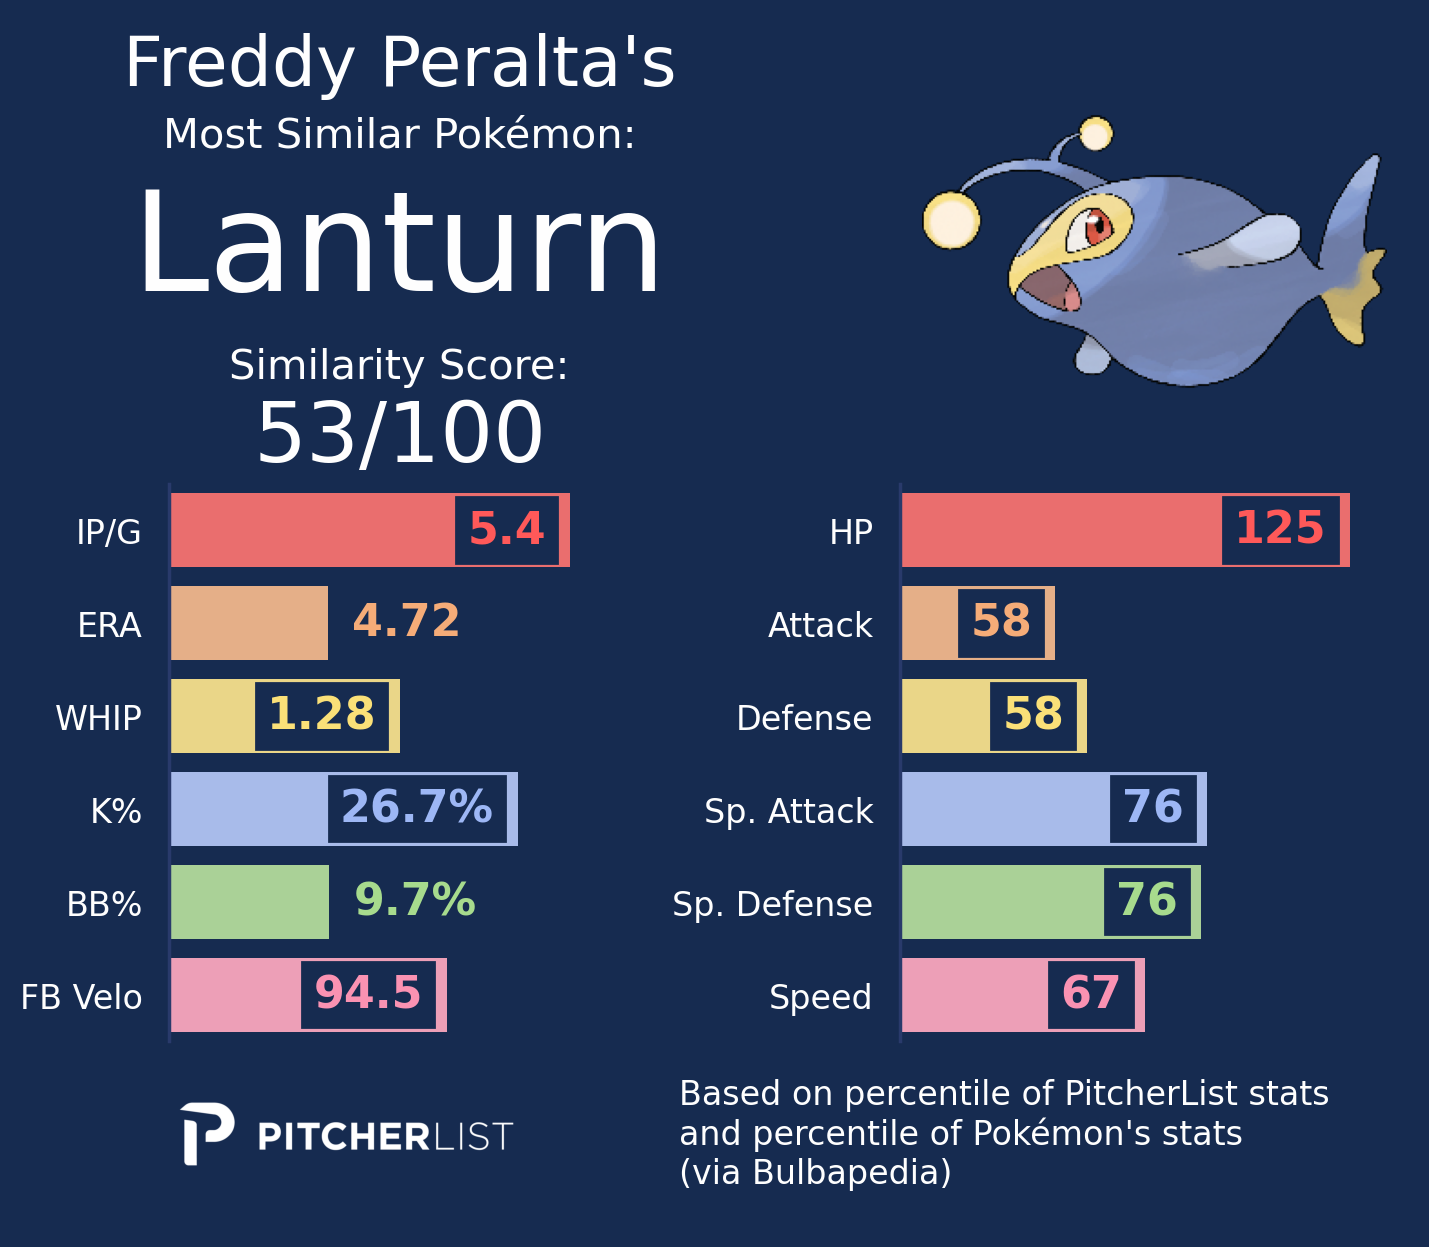 Freddy Peralta's
Most Similar Pokémon:
Lanturn
Similarity Score:
53/100
IP/G 5.4
ERA 4.72
WHIP 1.28
K% 26.7%
BB% 9.7%
FB Velo 94.5
HP 125
Attack 58
Defense 58
Sp. Attack 76
Sp. Defense 76
Speed 67
PITCHERLIST
Based on percentile of PitcherList stats
and percentile of Pokémon's stats
(via Bulbapedia)